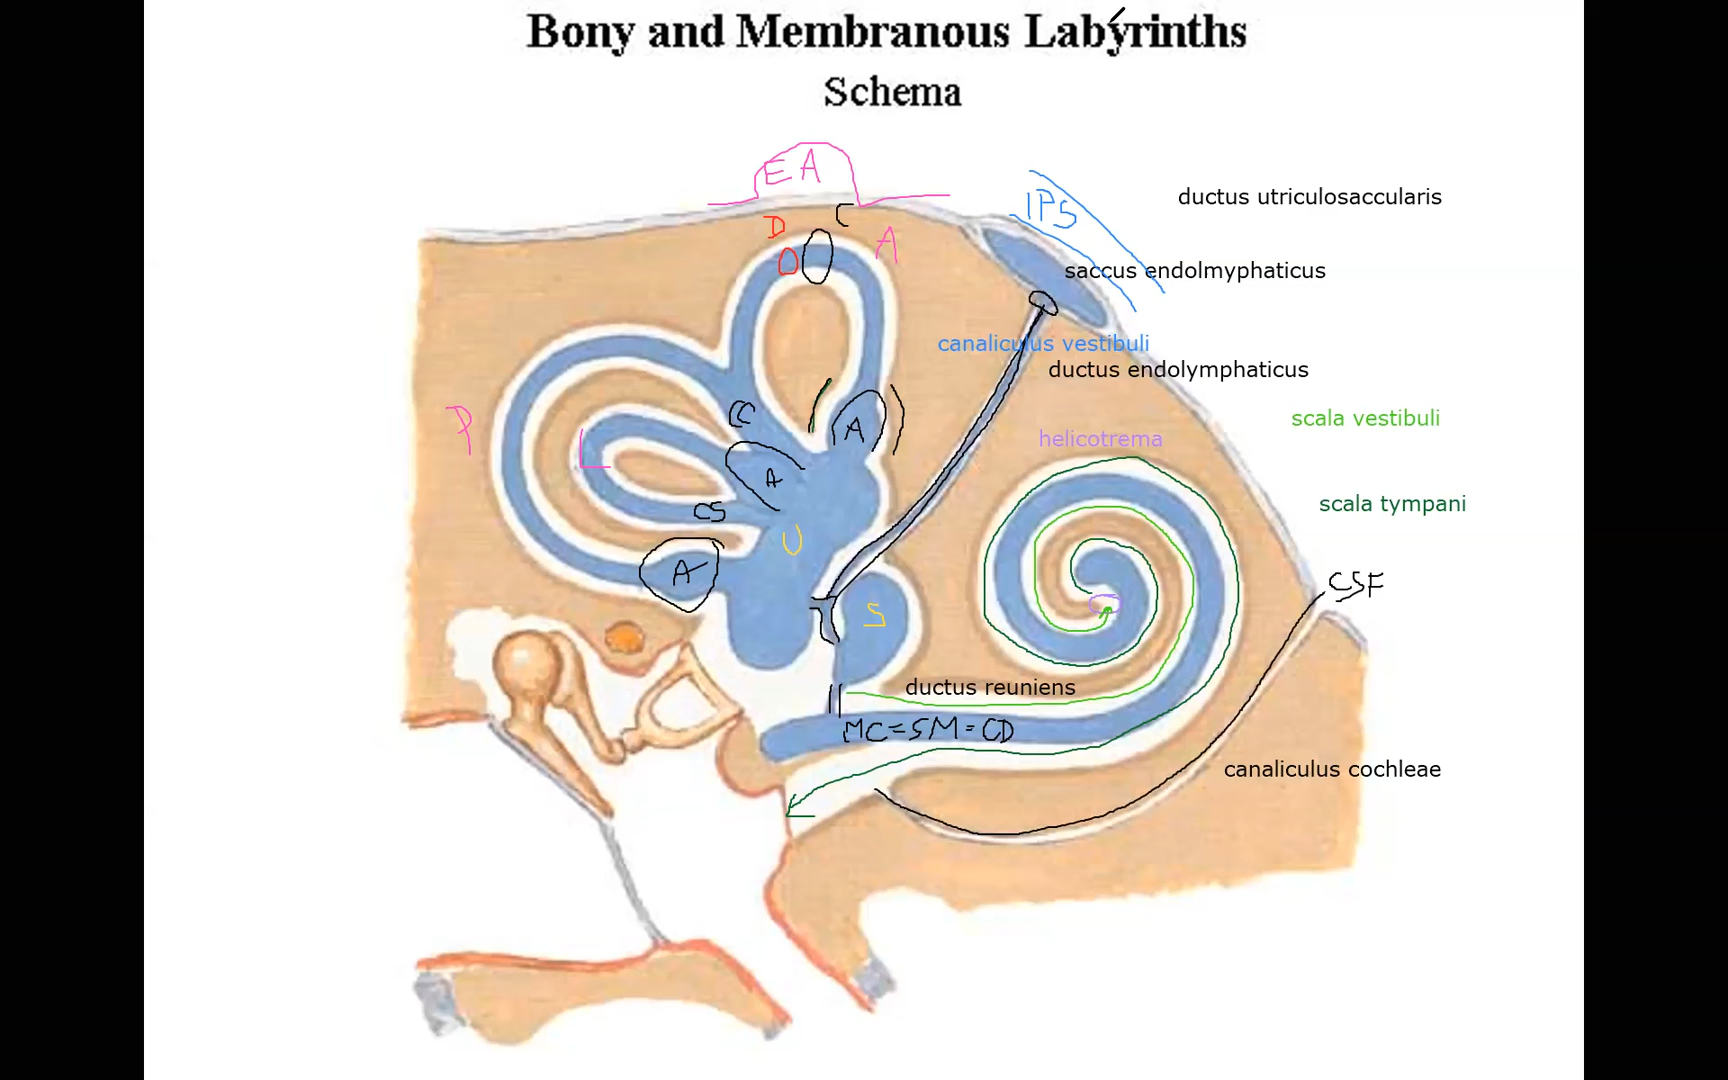 Bony and Membranous Labyrinths
Schema
EA
IPS
ductus utriculosaccularis
D
C
A
saccus endolmyphaticus
canaliculus vestibuli
ductus endolymphaticus
P
L
CC
A
scala vestibuli
helicotrema
A
CS
scala tympani
U
A
CSF
S
ductus reuniens
MC=SM=CD
canaliculus cochleae